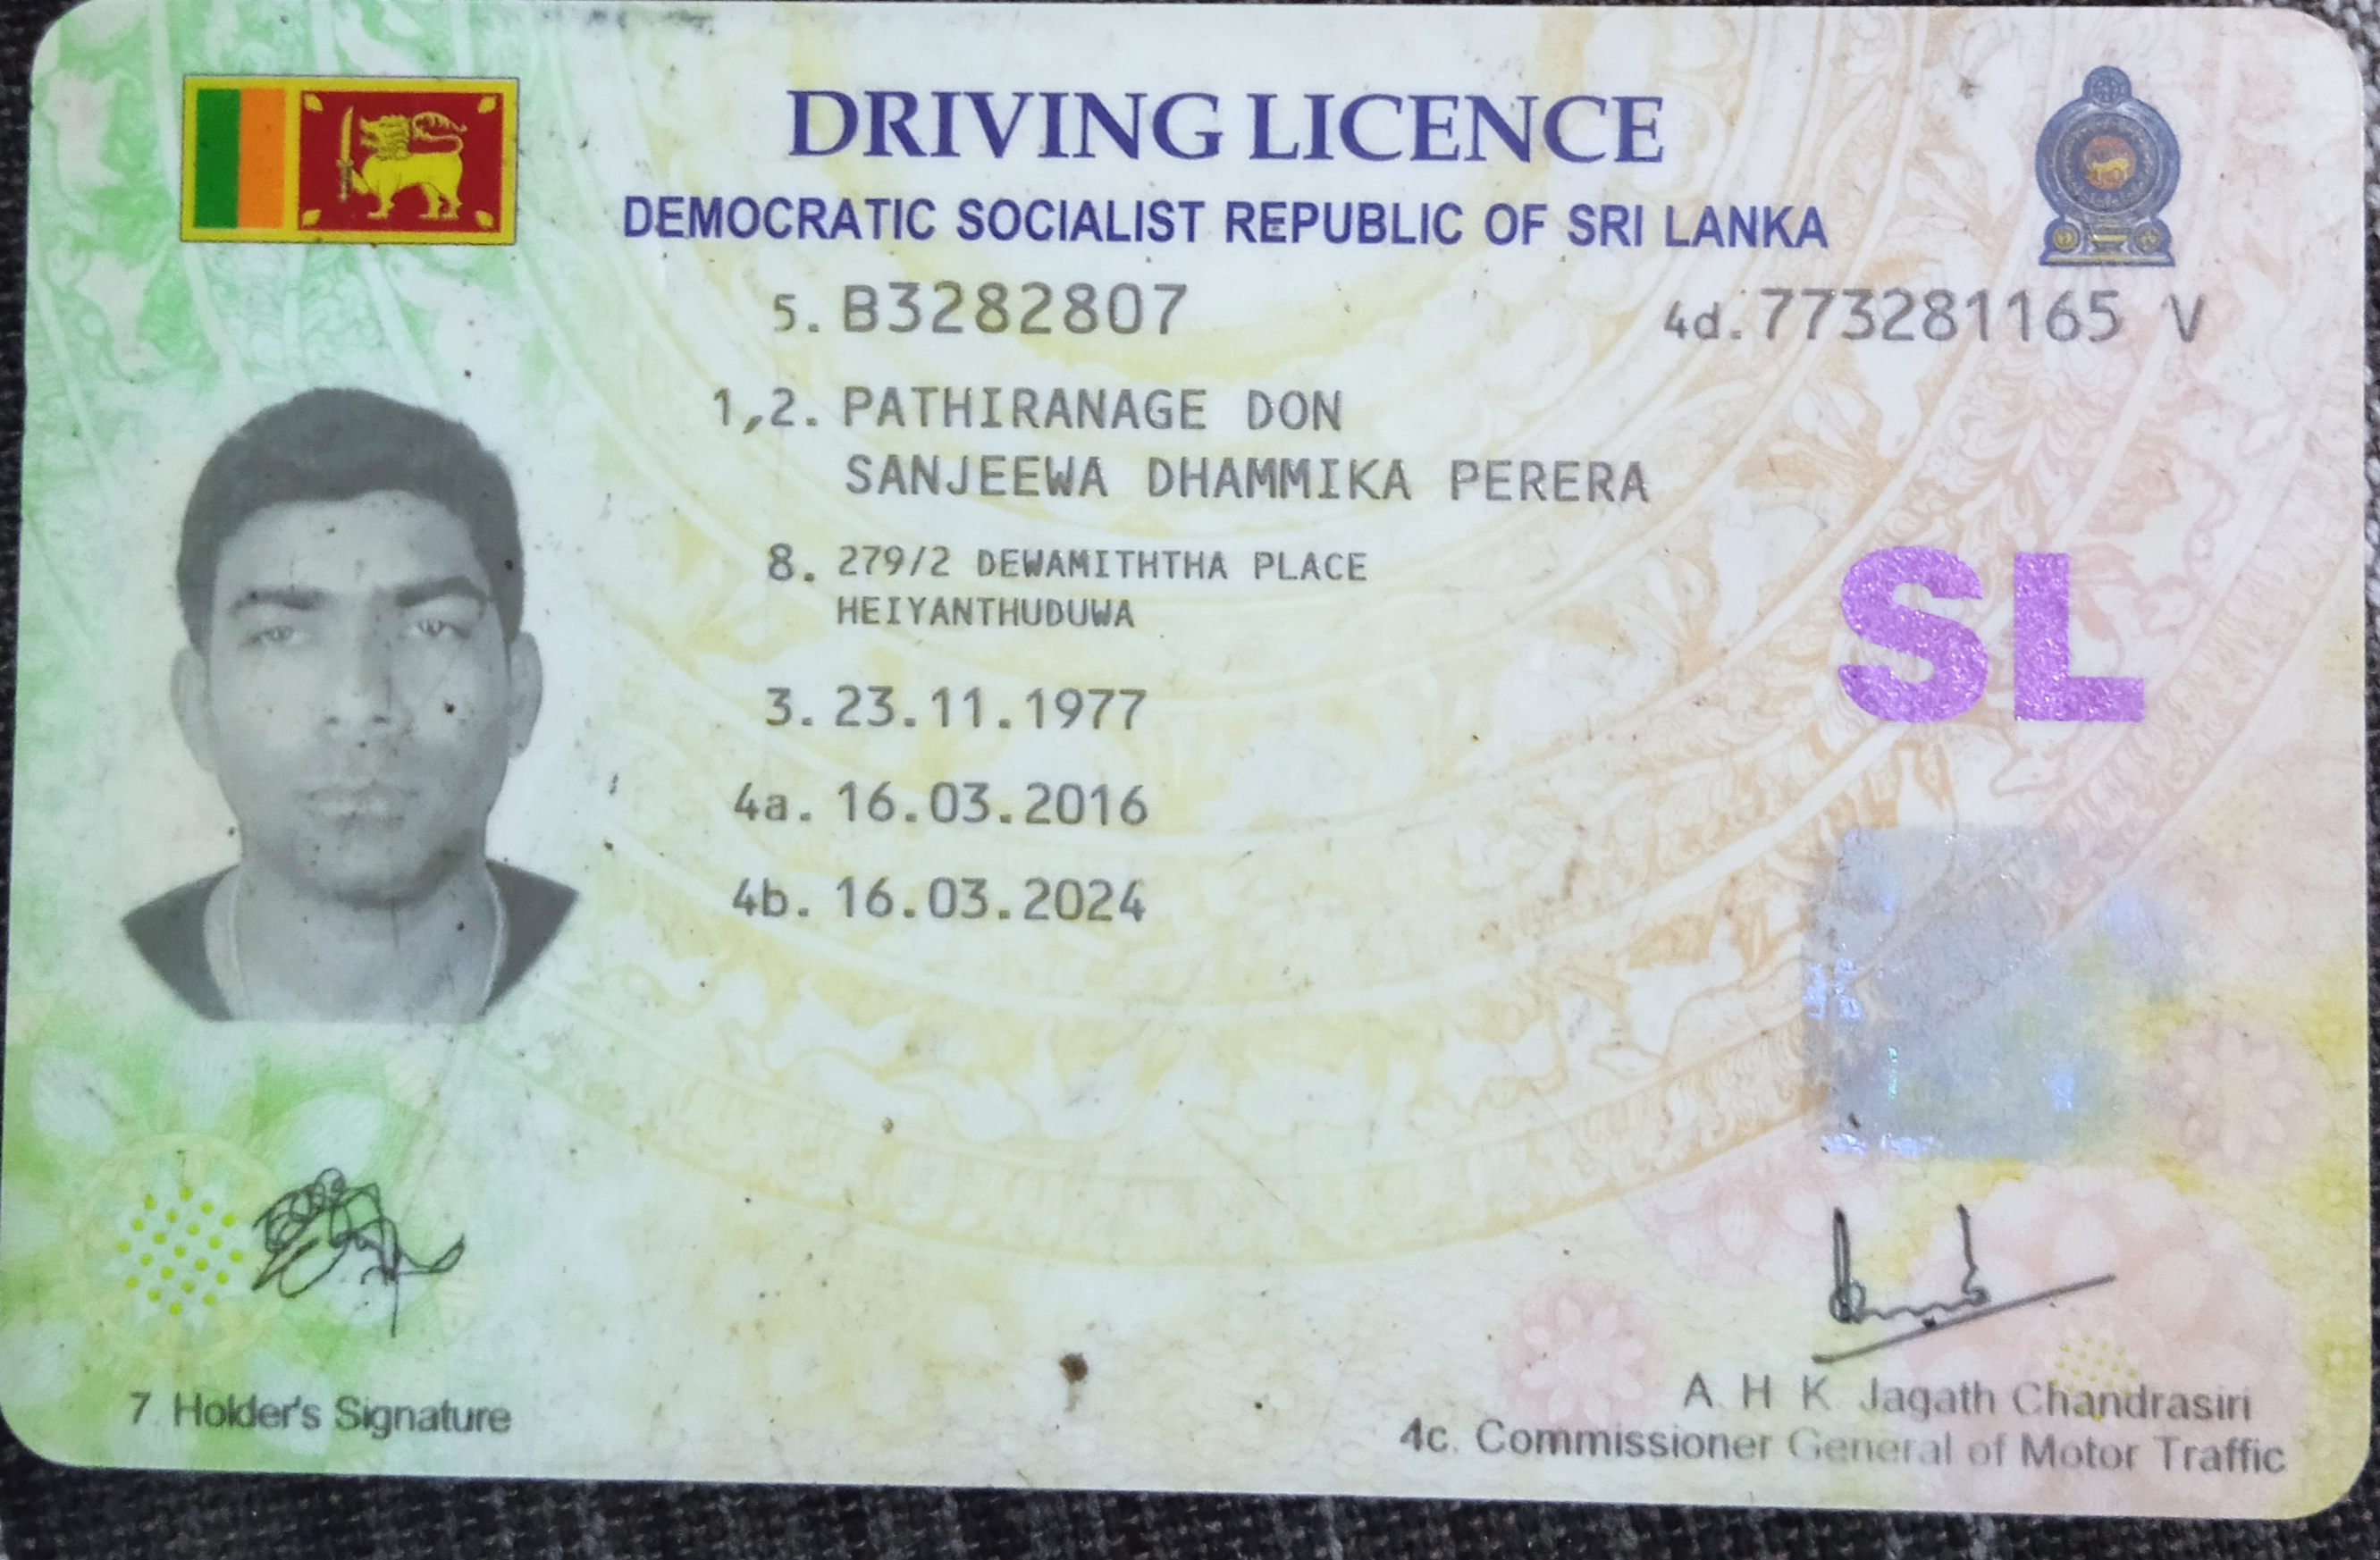 DRIVING LICENCE
DEMOCRATIC SOCIALIST REPUBLIC OF SRI LANKA
5. B3282807
4d. 773281165 V
1,2. PATHIRANAGE DON
SANJEEWA DHAMMIKA PERERA
8. 279/2 DEWAMITHTHA PLACE
HEIYANTHUDUWA
SL
3. 23.11.1977
4a. 16.03.2016
4b. 16.03.2024
7. Holder's Signature
A H K Jagath Chandrasiri
4c. Commissioner General of Motor Traffic